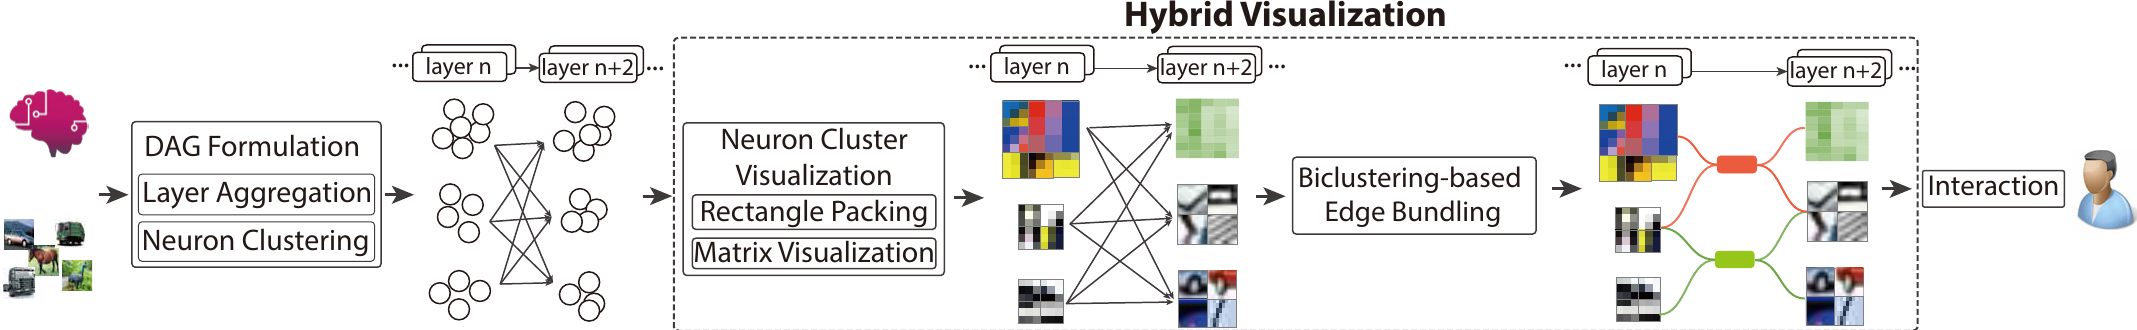 Hybrid Visualization
DAG Formulation
Layer Aggregation
Neuron Clustering
... layer n layer n+2 ...
Neuron Cluster
Visualization
Rectangle Packing
Matrix Visualization
... layer n layer n+2 ...
Biclustering-based
Edge Bundling
... layer n layer n+2 ...
Interaction